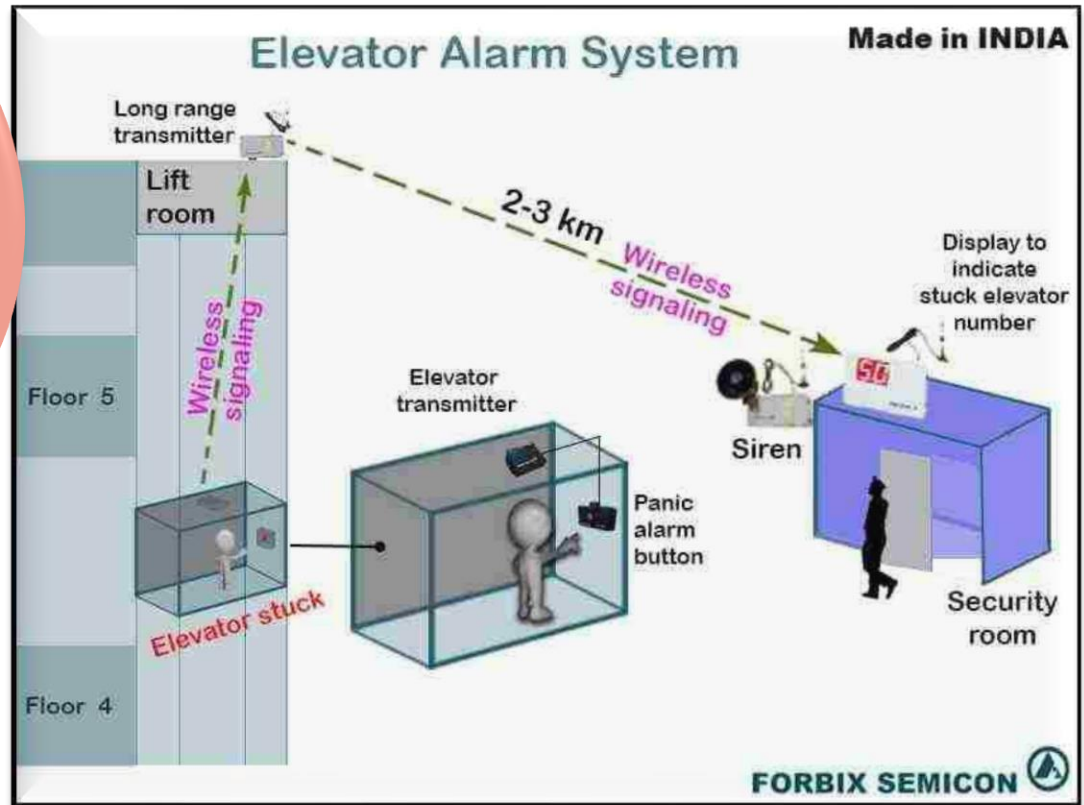 Elevator Alarm System
Made in INDIA
Long range
transmitter
Lift
room
2-3 km
Wireless
signaling
Wireless
signaling
Display to
indicate
stuck elevator
number
Floor 5
Elevator
transmitter
Siren
Panic
alarm
button
Elevator stuck
Security
room
Floor 4
FORBIX SEMICON